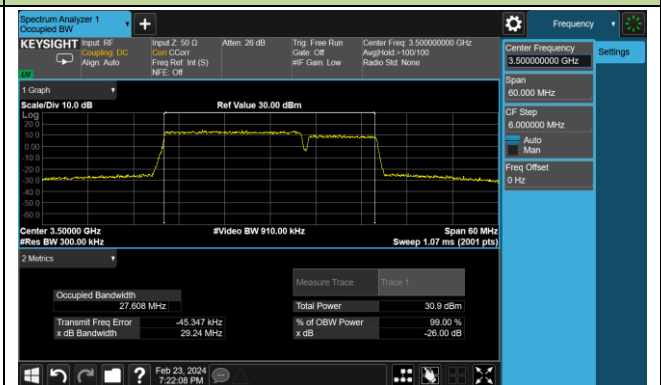 Spectrum Analyzer 1
Occupied BW
Frequency
KEYSIGHT
Input: RF
Coupling: DC
Align: Auto
Input Z: 50 Ω
Corr CCorr
Freq Ref: Int (S)
NFE: Off
Atten: 26 dB
Trig: Free Run
Gate: Off
#IF Gain: Low
Center Freq: 3.500000000 GHz
Avg|Hold:>100/100
Radio Std: None
LXI
1 Graph
Scale/Div 10.0 dB
Ref Value 30.00 dBm
Log
20.0
10.0
0.00
-10.0
-20.0
-30.0
-40.0
-50.0
-60.0
Center 3.50000 GHz
#Video BW 910.00 kHz
Span 60 MHz
#Res BW 300.00 kHz
Sweep 1.07 ms (2001 pts)
2 Metrics
Measure Trace
Trace 1
Occupied Bandwidth
27.608 MHz
Total Power
30.9 dBm
Transmit Freq Error
-45.347 kHz
% of OBW Power
99.00 %
x dB Bandwidth
29.24 MHz
x dB
-26.00 dB
Center Frequency
3.500000000 GHz
Settings
Span
60.000 MHz
CF Step
6.000000 MHz
Auto
Man
Freq Offset
0 Hz
?
Feb 23, 2024
7:22:08 PM